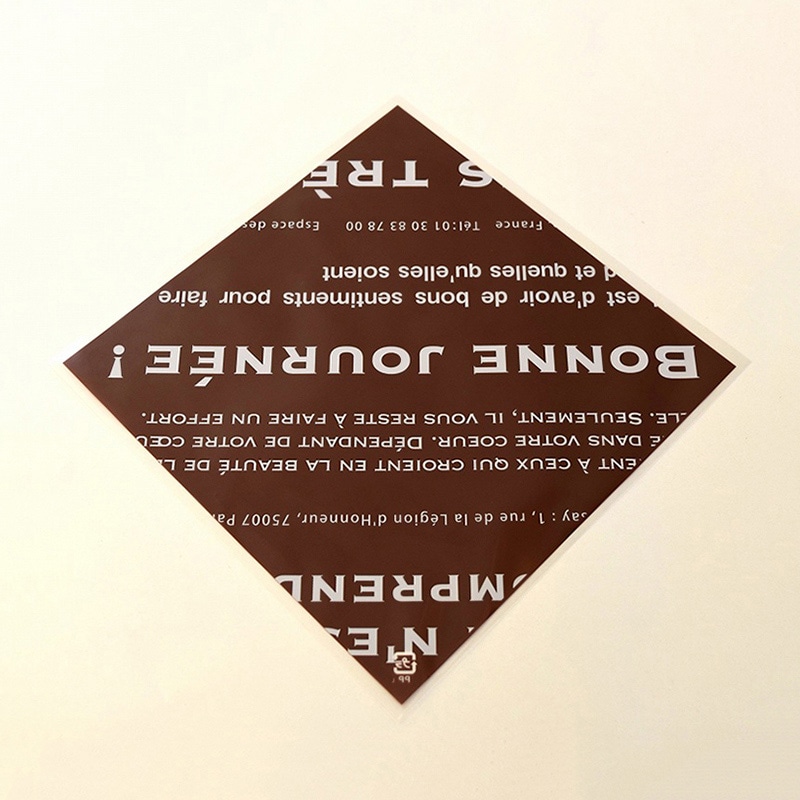 N'ES
OMPREND
say : 1, rue de la Légion d'Honneur, 75007 Par
ENT À CEUX QUI CROIENT EN LA BEAUTÉ DE LE
É DANS VOTRE COEUR. DÉPENDANT DE VOTRE CŒU
LLE. SEULEMENT, IL VOUS RESTE À FAIRE UN EFFORT.
BONNE JOURNÉE !
est d'avoir de bons sentiments pour faire
d et quelles qu'elles soient
France Tél:01 30 83 78 00 Espace des
S TRÈ